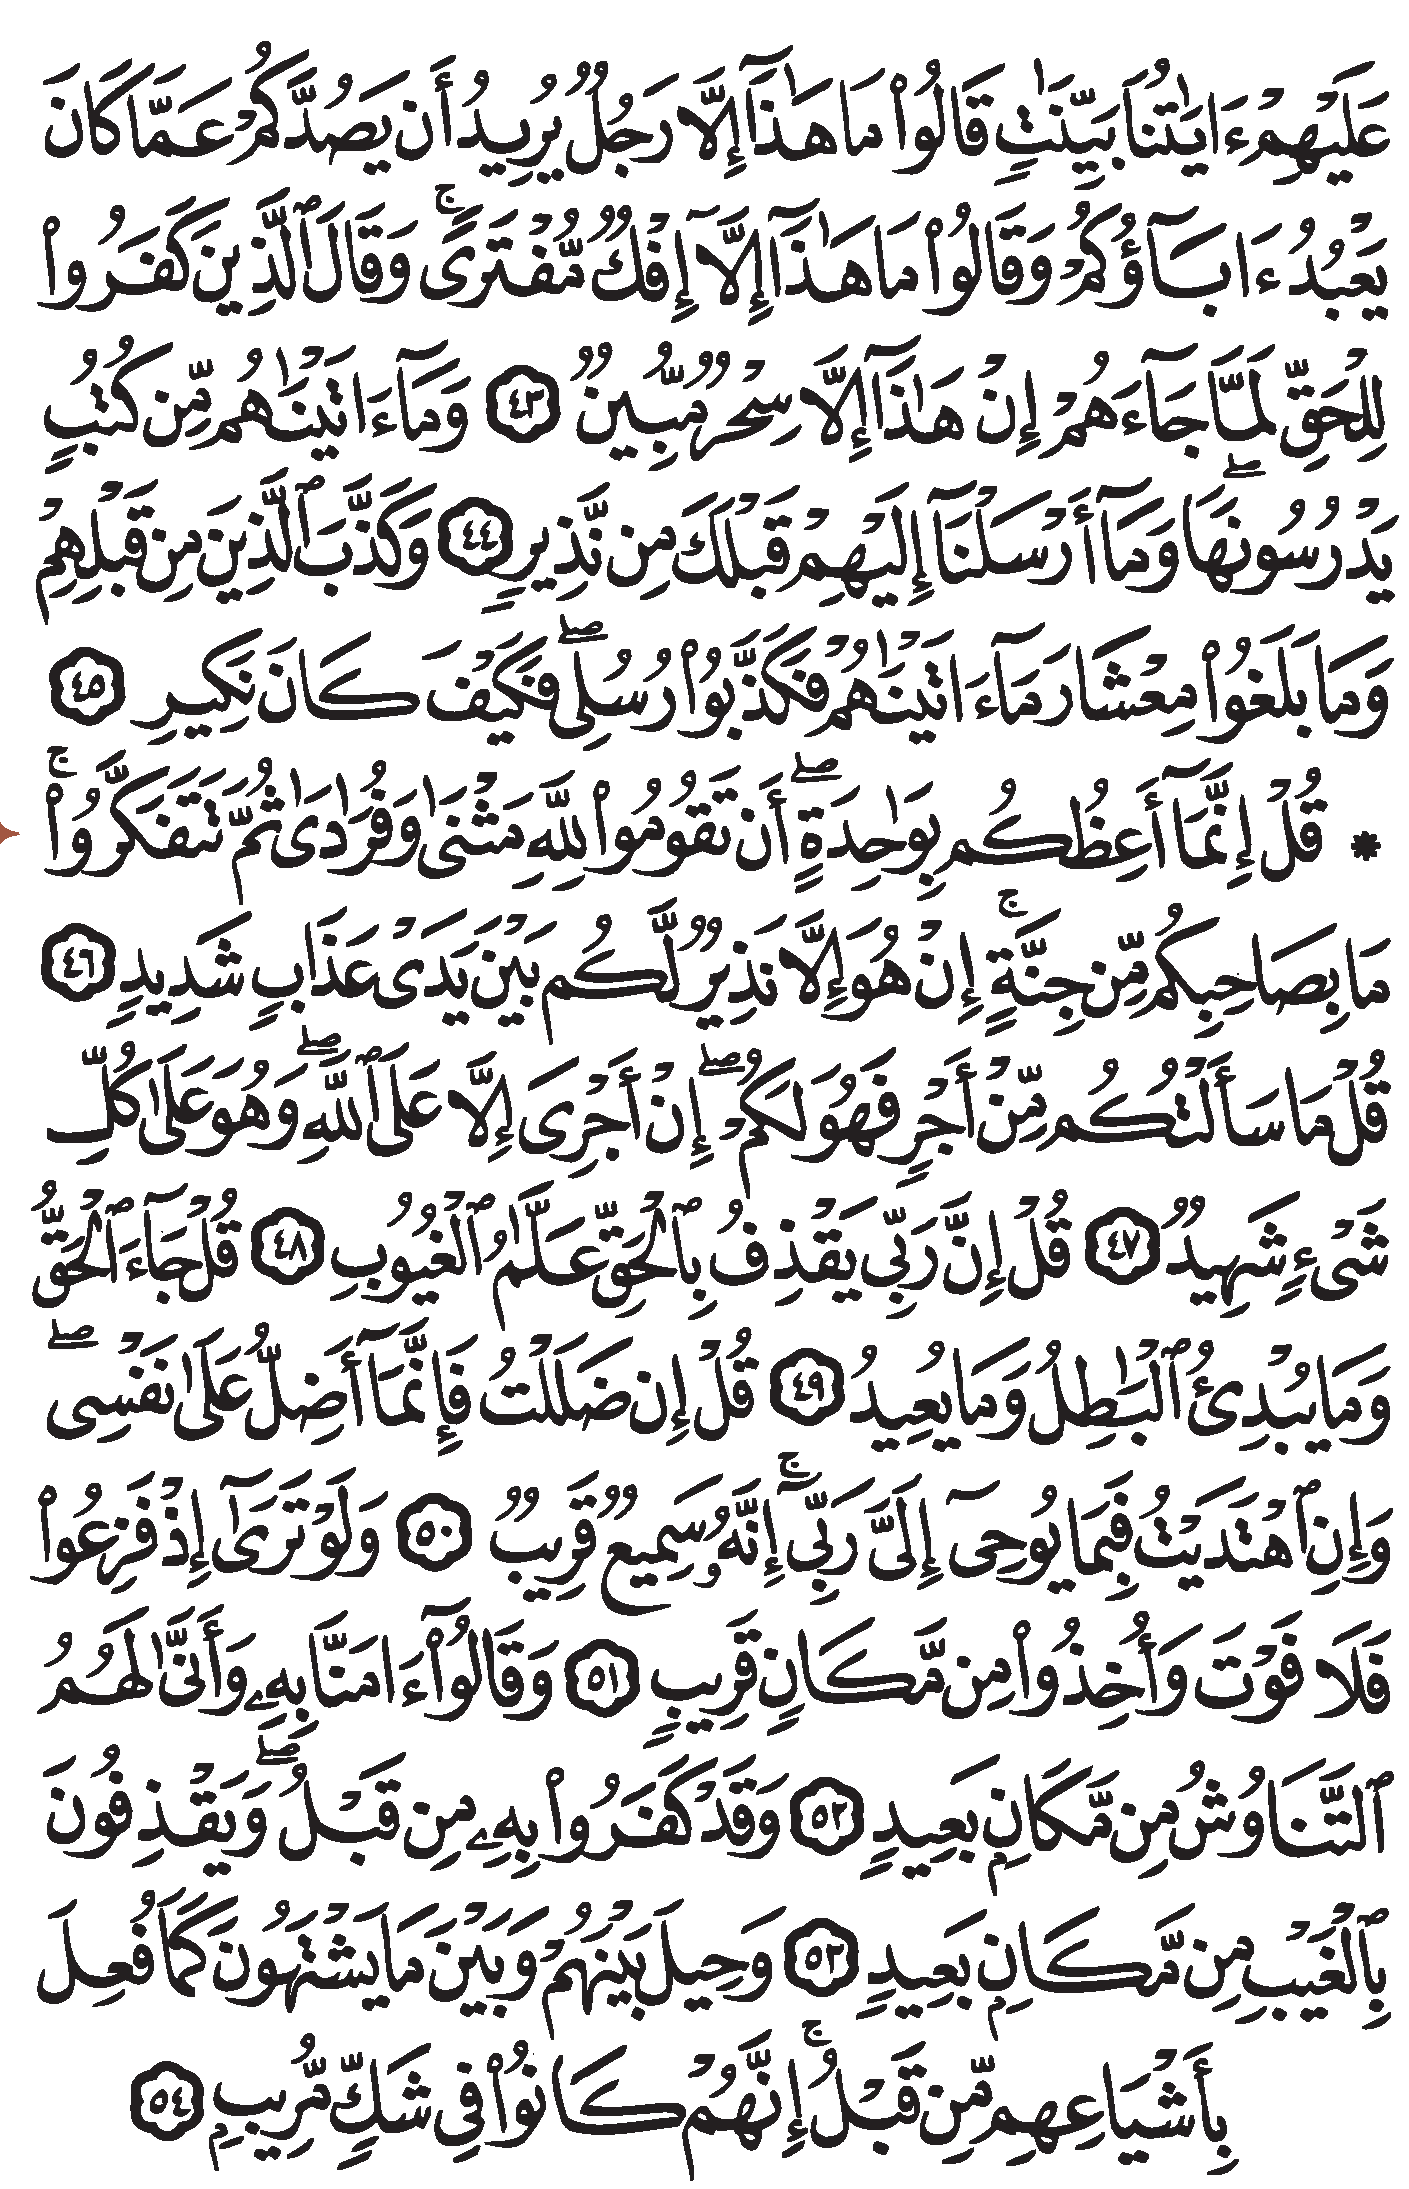 عَلَيۡهِمۡ ءَايَٰتُنَا بَيِّنَٰتٖ قَالُواْ مَا هَٰذَآ إِلَّا رَجُلٞ يُرِيدُ أَن يَصُدَّكُمۡ عَمَّا كَانَ
يَعۡبُدُ ءَابَآؤُكُمۡ وَقَالُواْ مَا هَٰذَآ إِلَّآ إِفۡكٞ مُّفۡتَرٗىۚ وَقَالَ ٱلَّذِينَ كَفَرُواْ
لِلۡحَقِّ لَمَّا جَآءَهُمۡ إِنۡ هَٰذَآ إِلَّا سِحۡرٞ مُّبِينٞ ٤٣ وَمَآ ءَاتَيۡنَٰهُم مِّن كُتُبٖ
يَدۡرُسُونَهَاۖ وَمَآ أَرۡسَلۡنَآ إِلَيۡهِمۡ قَبۡلَكَ مِن نَّذِيرٖ ٤٤ وَكَذَّبَ ٱلَّذِينَ مِن قَبۡلِهِمۡ
وَمَا بَلَغُواْ مِعۡشَارَ مَآ ءَاتَيۡنَٰهُمۡ فَكَذَّبُواْ رُسُلِيۖ فَكَيۡفَ كَانَ نَكِيرِ ٤٥
* قُلۡ إِنَّمَآ أَعِظُكُم بِوَٰحِدَةٍۖ أَن تَقُومُواْ لِلَّهِ مَثۡنَىٰ وَفُرَٰدَىٰ ثُمَّ تَتَفَكَّرُواْۚ
مَا بِصَاحِبِكُم مِّن جِنَّةٍۚ إِنۡ هُوَ إِلَّا نَذِيرٞ لَّكُم بَيۡنَ يَدَيۡ عَذَابٖ شَدِيدٖ ٤٦
قُلۡ مَا سَأَلۡتُكُم مِّنۡ أَجۡرٖ فَهُوَ لَكُمۡۖ إِنۡ أَجۡرِيَ إِلَّا عَلَى ٱللَّهِۖ وَهُوَ عَلَىٰ كُلِّ
شَيۡءٖ شَهِيدٞ ٤٧ قُلۡ إِنَّ رَبِّي يَقۡذِفُ بِٱلۡحَقِّ عَلَّٰمُ ٱلۡغُيُوبِ ٤٨ قُلۡ جَآءَ ٱلۡحَقُّ
وَمَا يُبۡدِئُ ٱلۡبَٰطِلُ وَمَا يُعِيدُ ٤٩ قُلۡ إِن ضَلَلۡتُ فَإِنَّمَآ أَضِلُّ عَلَىٰ نَفۡسِيۖ
وَإِنِ ٱهۡتَدَيۡتُ فَبِمَا يُوحِيٓ إِلَيَّ رَبِّيٓۚ إِنَّهُۥ سَمِيعٞ قَرِيبٞ ٥٠ وَلَوۡ تَرَىٰٓ إِذۡ فَزِعُواْ
فَلَا فَوۡتَ وَأُخِذُواْ مِن مَّكَانٖ قَرِيبٖ ٥١ وَقَالُوٓاْ ءَامَنَّا بِهِۦ وَأَنَّىٰ لَهُمُ
ٱلتَّنَاوُشُ مِن مَّكَانِۭ بَعِيدٖ ٥٢ وَقَدۡ كَفَرُواْ بِهِۦ مِن قَبۡلُۖ وَيَقۡذِفُونَ
بِٱلۡغَيۡبِ مِن مَّكَانِۭ بَعِيدٖ ٥٣ وَحِيلَ بَيۡنَهُمۡ وَبَيۡنَ مَا يَشۡتَهُونَ كَمَا فُعِلَ
بِأَشۡيَاعِهِم مِّن قَبۡلُۚ إِنَّهُمۡ كَانُواْ فِي شَكّٖ مُّرِيبِۭ ٥٤